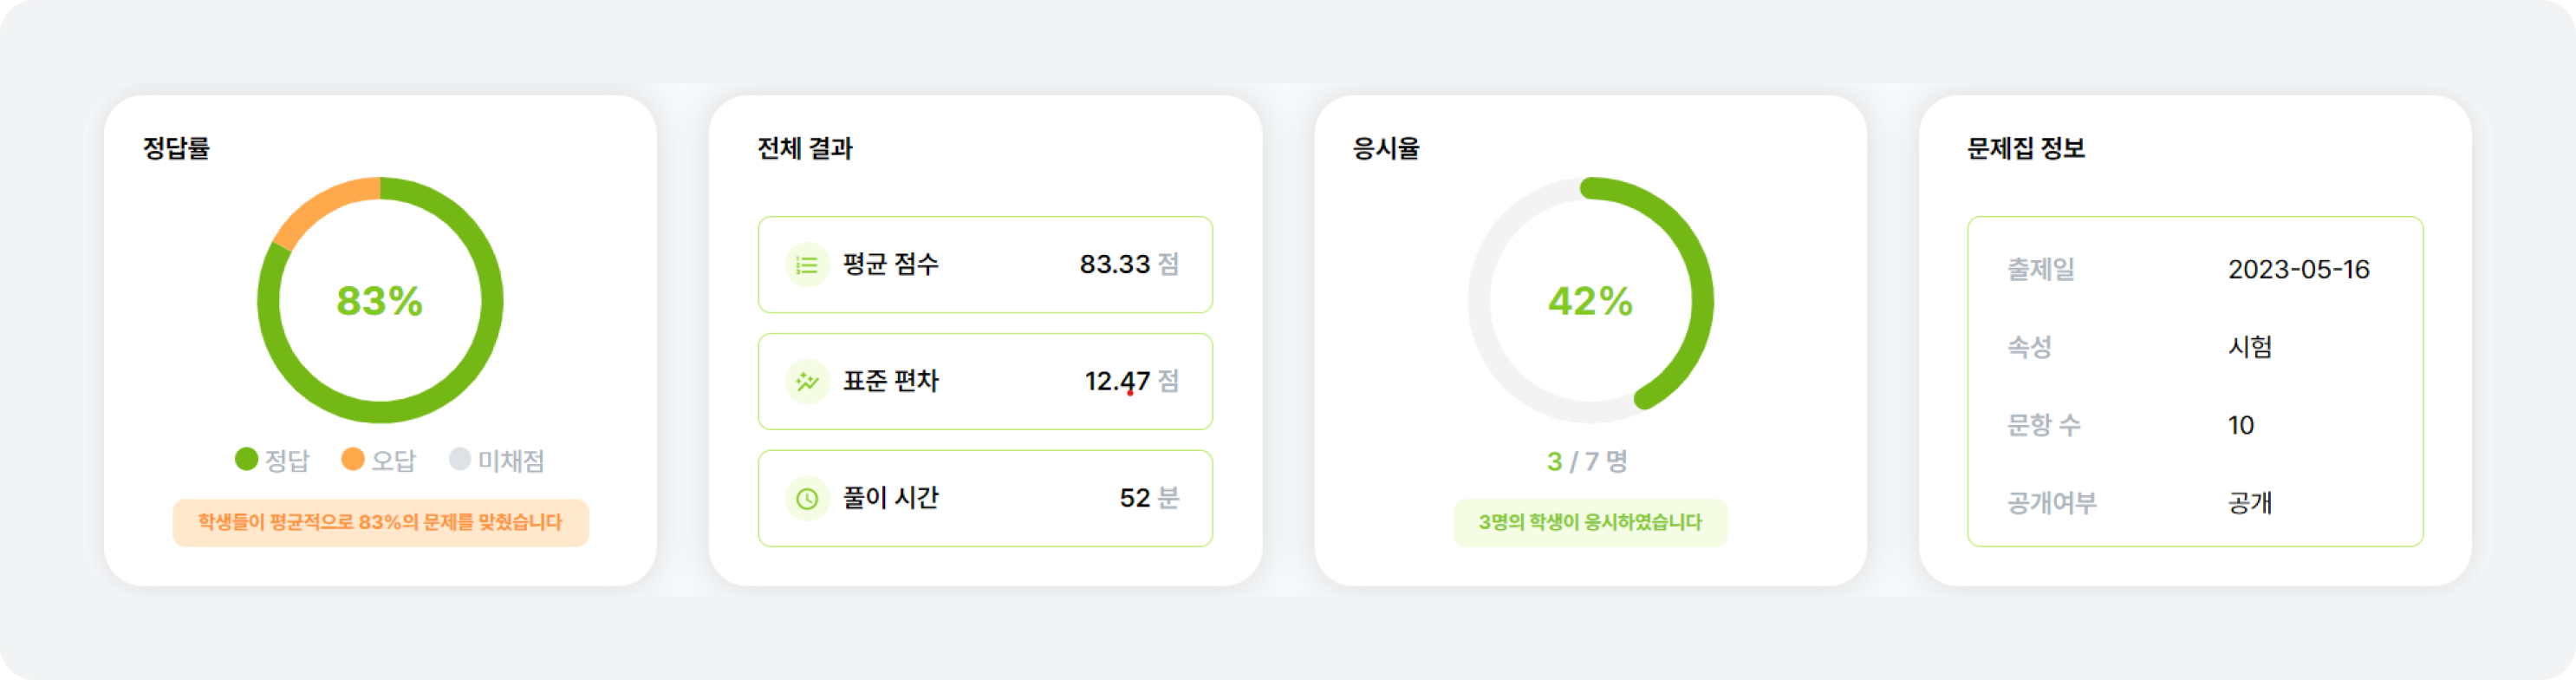 정답률
83%
정답 오답 미채점
학생들이 평균적으로 83%의 문제를 맞췄습니다
전체 결과
평균 점수 83.33 점
표준 편차 12.47 점
풀이 시간 52 분
응시율
42%
3 / 7 명
3명의 학생이 응시하였습니다
문제집 정보
출제일 2023-05-16
속성 시험
문항 수 10
공개여부 공개